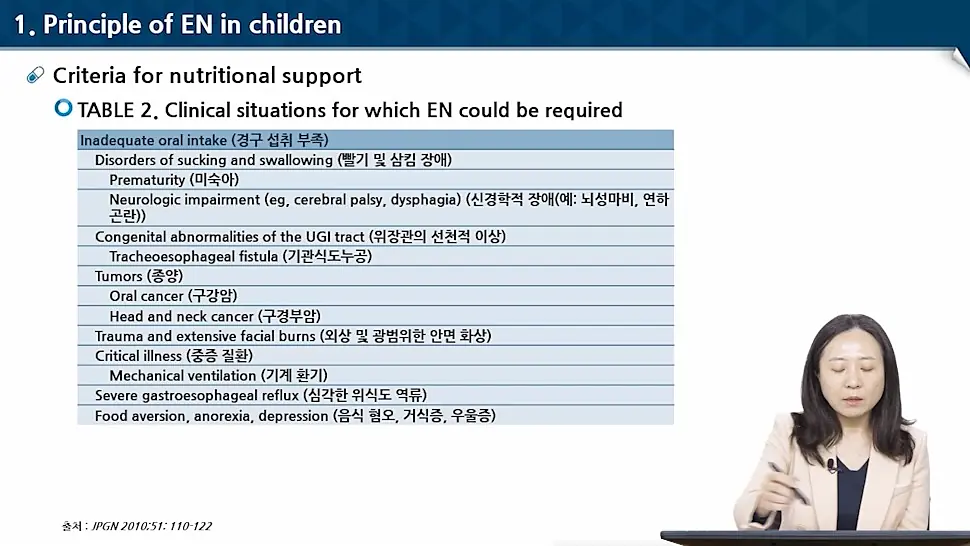 1. Principle of EN in children
Criteria for nutritional support
TABLE 2. Clinical situations for which EN could be required
Inadequate oral intake (경구 섭취 부족)
Disorders of sucking and swallowing (빨기 및 삼킴 장애)
Prematurity (미숙아)
Neurologic impairment (eg, cerebral palsy, dysphagia) (신경학적 장애(예: 뇌성마비, 연하
곤란))
Congenital abnormalities of the UGI tract (위장관의 선천적 이상)
Tracheoesophageal fistula (기관식도누공)
Tumors (종양)
Oral cancer (구강암)
Head and neck cancer (구경부암)
Trauma and extensive facial burns (외상 및 광범위한 안면 화상)
Critical illness (중증 질환)
Mechanical ventilation (기계 환기)
Severe gastroesophageal reflux (심각한 위식도 역류)
Food aversion, anorexia, depression (음식 혐오, 거식증, 우울증)
출처 : JPGN 2010;51: 110-122